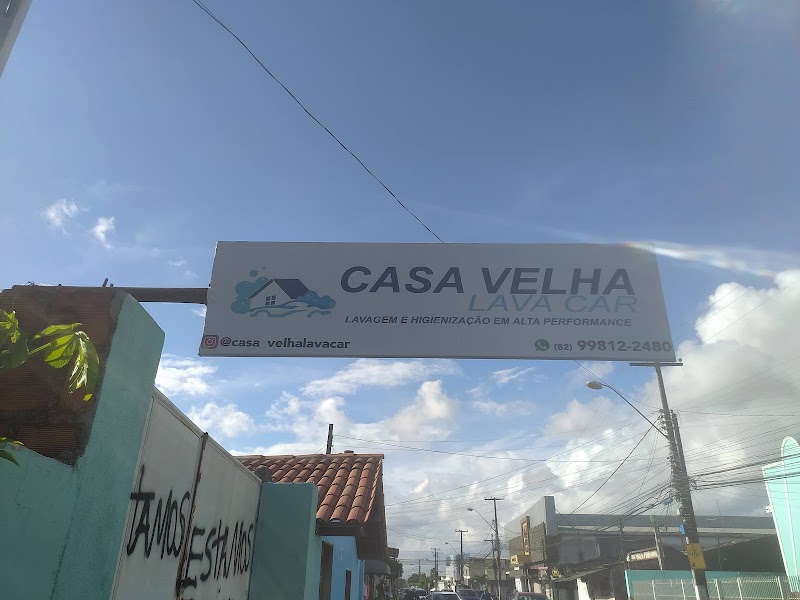 CASA VELHA
LAVA CAR
LAVAGEM E HIGIENIZAÇÃO EM ALTA PERFORMANCE
@casa_velhalavacar
(82) 99812-2480
TAMOS
ESTAMOS